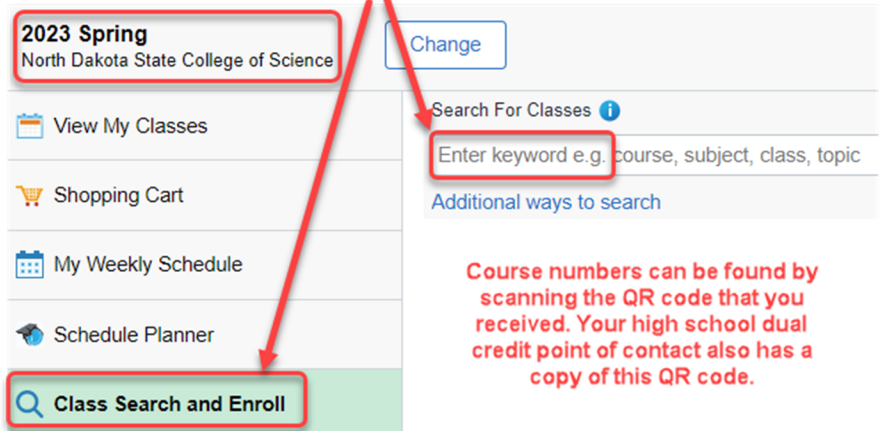 2023 Spring
North Dakota State College of Science
Change
View My Classes
Shopping Cart
My Weekly Schedule
Schedule Planner
Class Search and Enroll
Search For Classes i
Enter keyword e.g. course, subject, class, topic
Additional ways to search
Course numbers can be found by
scanning the QR code that you
received. Your high school dual
credit point of contact also has a
copy of this QR code.